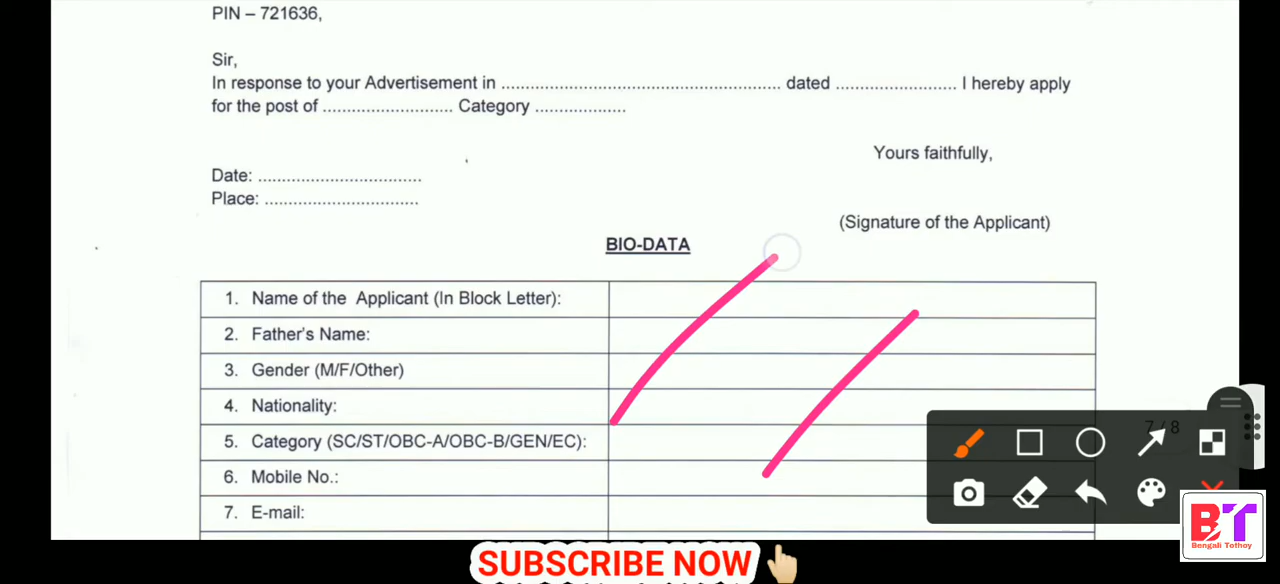 PIN – 721636,
Sir,
In response to your Advertisement in ........................................................ dated ......................... I hereby apply
for the post of ........................... Category ...................
Yours faithfully,
Date: ..................................
Place: ................................
(Signature of the Applicant)
BIO-DATA
1. Name of the Applicant (In Block Letter):
2. Father's Name:
3. Gender (M/F/Other)
4. Nationality:
5. Category (SC/ST/OBC-A/OBC-B/GEN/EC):
6. Mobile No.:
7. E-mail:
7 / 8
BT
Bengali Tothoy
SUBSCRIBE NOW